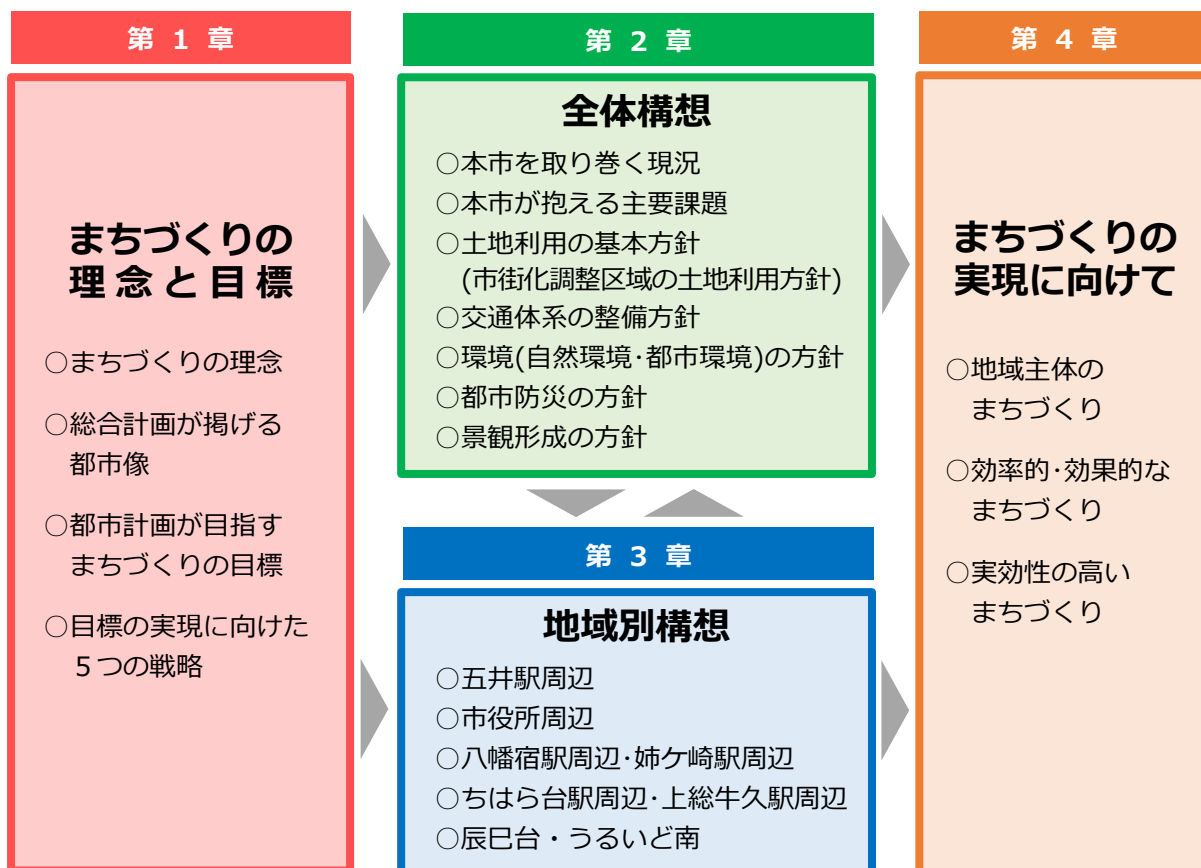 第 1 章
まちづくりの
理念と目標
○まちづくりの理念
○総合計画が掲げる
都市像
○都市計画が目指す
まちづくりの目標
○目標の実現に向けた
５つの戦略
第 2 章
全体構想
○本市を取り巻く現況
○本市が抱える主要課題
○土地利用の基本方針
(市街化調整区域の土地利用方針)
○交通体系の整備方針
○環境(自然環境･都市環境)の方針
○都市防災の方針
○景観形成の方針
第 3 章
地域別構想
○五井駅周辺
○市役所周辺
○八幡宿駅周辺･姉ケ崎駅周辺
○ちはら台駅周辺･上総牛久駅周辺
○辰巳台・うるいど南
第 4 章
まちづくりの
実現に向けて
○地域主体の
まちづくり
○効率的･効果的な
まちづくり
○実効性の高い
まちづくり